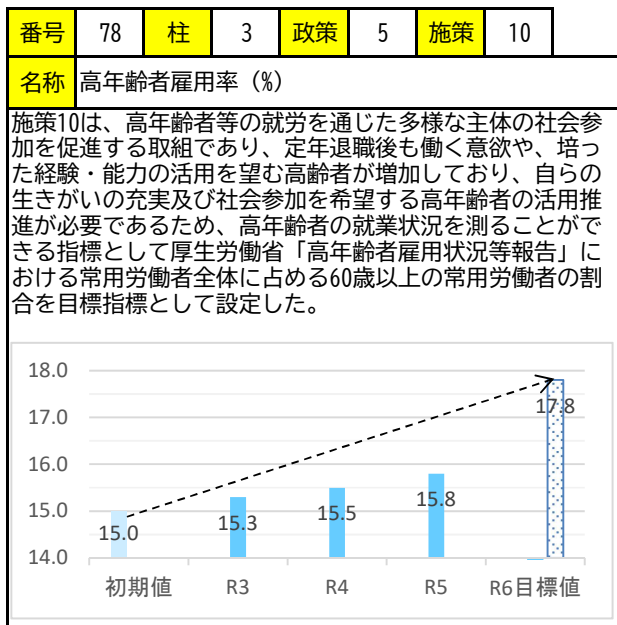 番号 78 柱 3 政策 5 施策 10
名称 高年齢者雇用率（%）
施策10は、高年齢者等の就労を通じた多様な主体の社会参
加を促進する取組であり、定年退職後も働く意欲や、培っ
た経験・能力の活用を望む高齢者が増加しており、自らの
生きがいの充実及び社会参加を希望する高年齢者の活用推
進が必要であるため、高年齢者の就業状況を測ることがで
きる指標として厚生労働省「高年齢者雇用状況等報告」に
おける常用労働者全体に占める60歳以上の常用労働者の割
合を目標指標として設定した。
18.0
17.0
16.0
15.0
14.0
15.0
15.3
15.5
15.8
17.8
初期値 R3 R4 R5 R6目標値